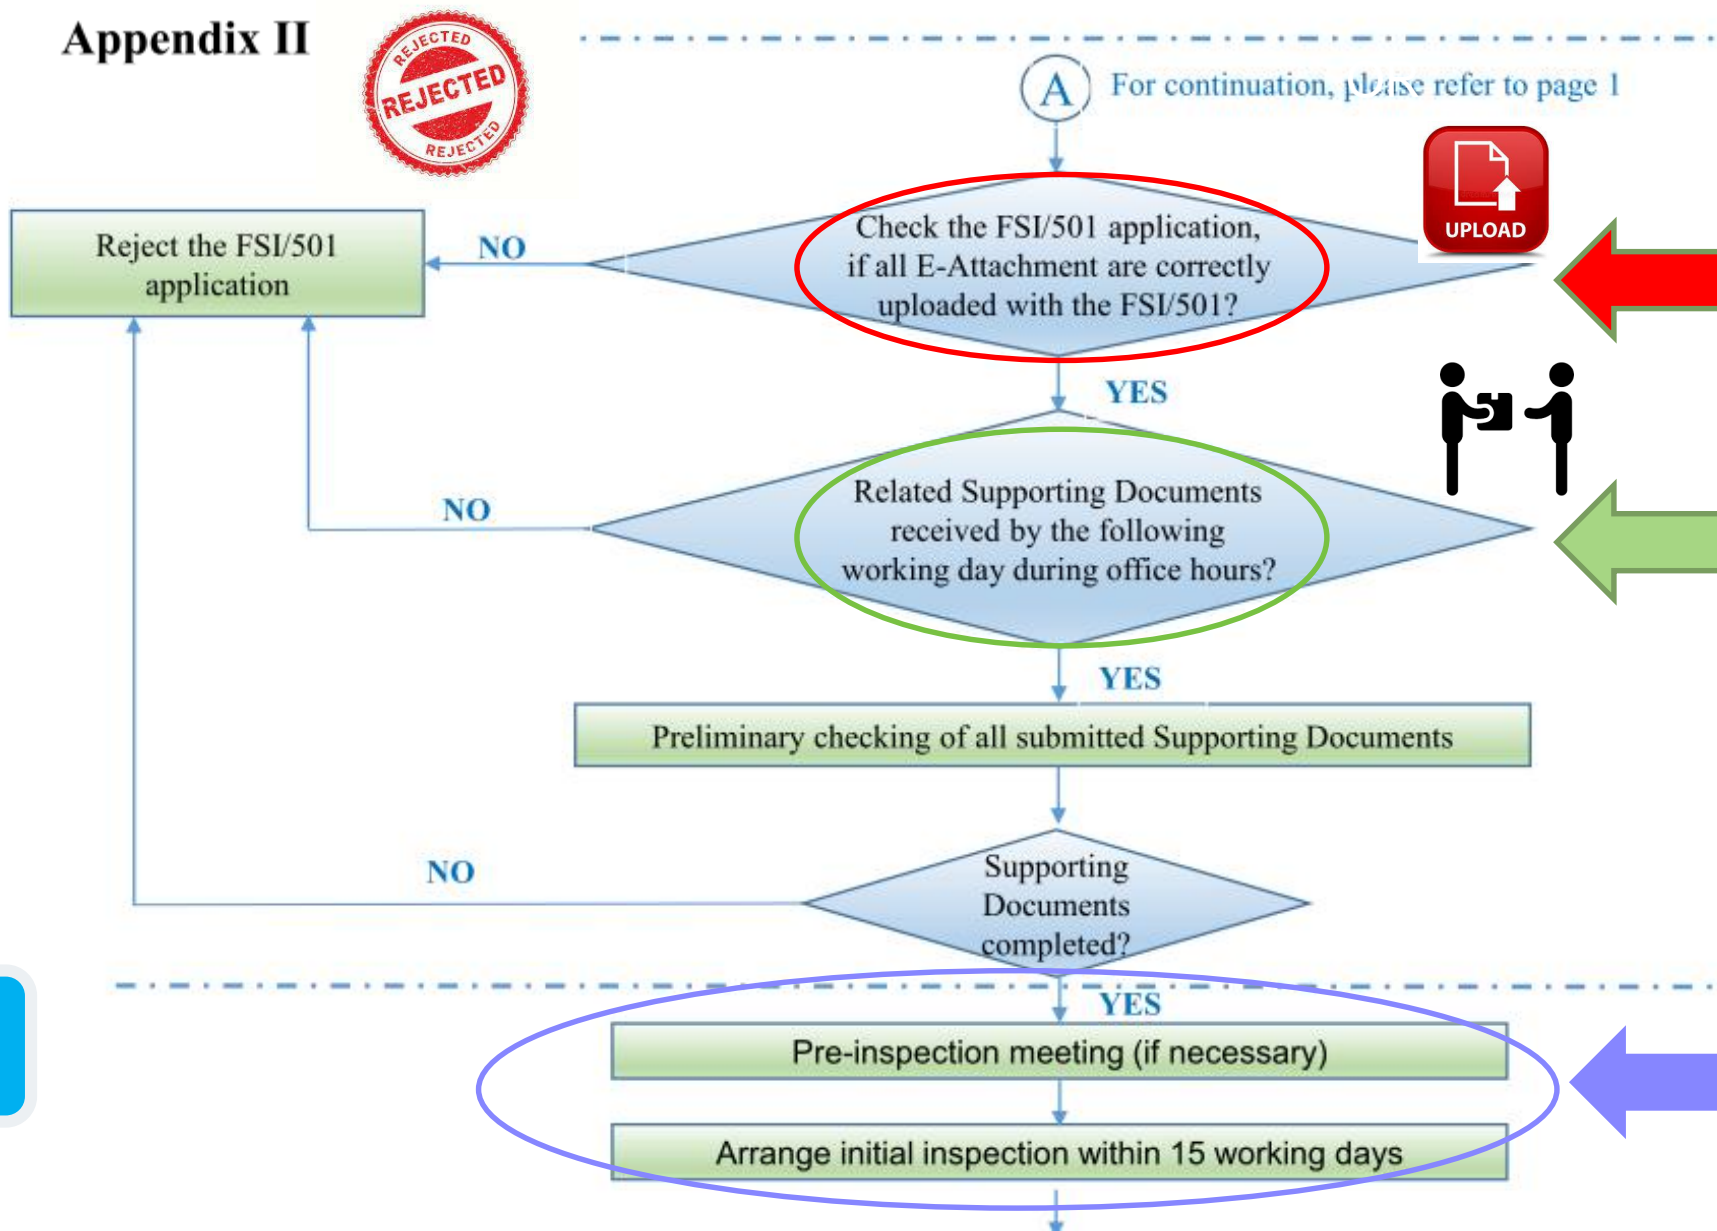 Appendix II
REJECTED
REJECTED
REJECTED
A
For continuation, please refer to page 1
UPLOAD
Check the FSI/501 application,
if all E-Attachment are correctly
uploaded with the FSI/501?
NO
Reject the FSI/501
application
YES
Related Supporting Documents
received by the following
working day during office hours?
NO
YES
Preliminary checking of all submitted Supporting Documents
Supporting
Documents
completed?
NO
YES
Pre-inspection meeting (if necessary)
Arrange initial inspection within 15 working days